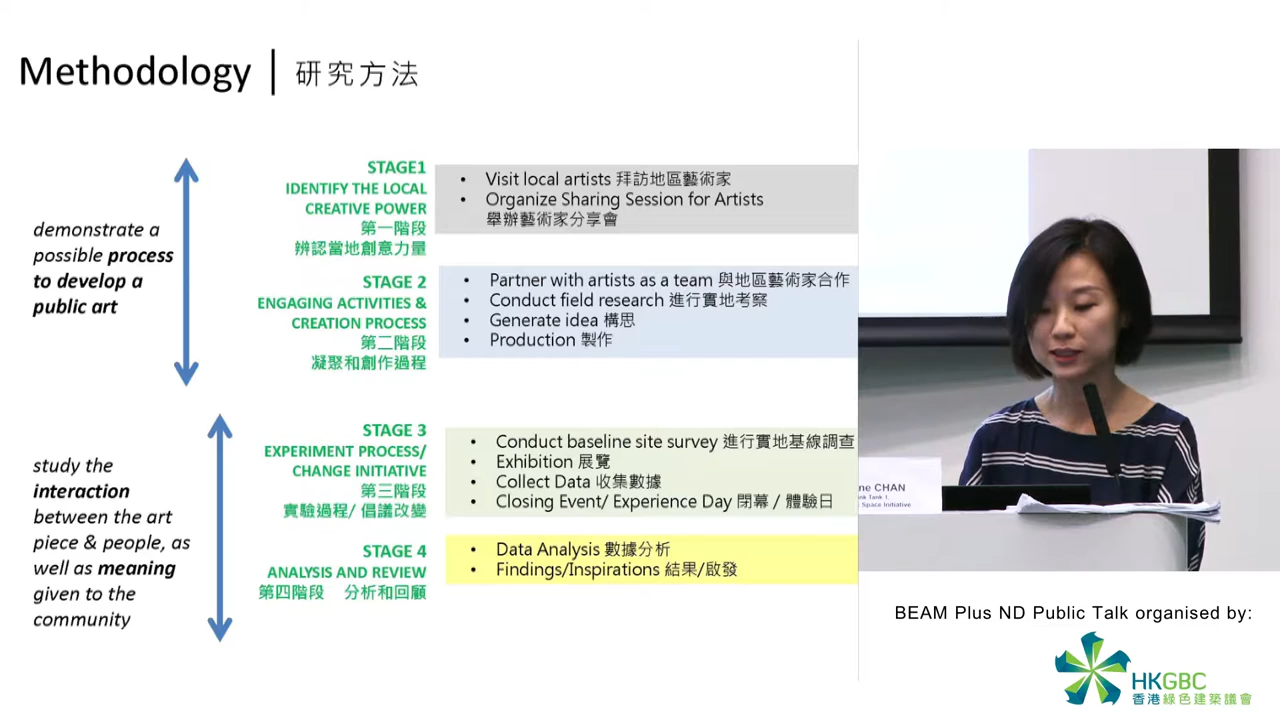 Methodology | 研究方法
demonstrate a
possible process
to develop a
public art
STAGE1
IDENTIFY THE LOCAL
CREATIVE POWER
第一階段
辨認當地創意力量
• Visit local artists 拜訪地區藝術家
• Organize Sharing Session for Artists
舉辦藝術家分享會
STAGE 2
ENGAGING ACTIVITIES &
CREATION PROCESS
第二階段
凝聚和創作過程
• Partner with artists as a team 與地區藝術家合作
• Conduct field research 進行實地考察
• Generate idea 構思
• Production 製作
study the
interaction
between the art
piece & people, as
well as meaning
given to the
community
STAGE 3
EXPERIMENT PROCESS/
CHANGE INITIATIVE
第三階段
實驗過程/ 倡議改變
• Conduct baseline site survey 進行實地基線調查
• Exhibition 展覽
• Collect Data 收集數據
• Closing Event/ Experience Day 閉幕 / 體驗日
STAGE 4
ANALYSIS AND REVIEW
第四階段 分析和回顧
• Data Analysis 數據分析
• Findings/Inspirations 結果/啟發
ne CHAN
nk Tank 1,
Space Initiative
BEAM Plus ND Public Talk organised by:
HKGBC
香港綠色建築議會